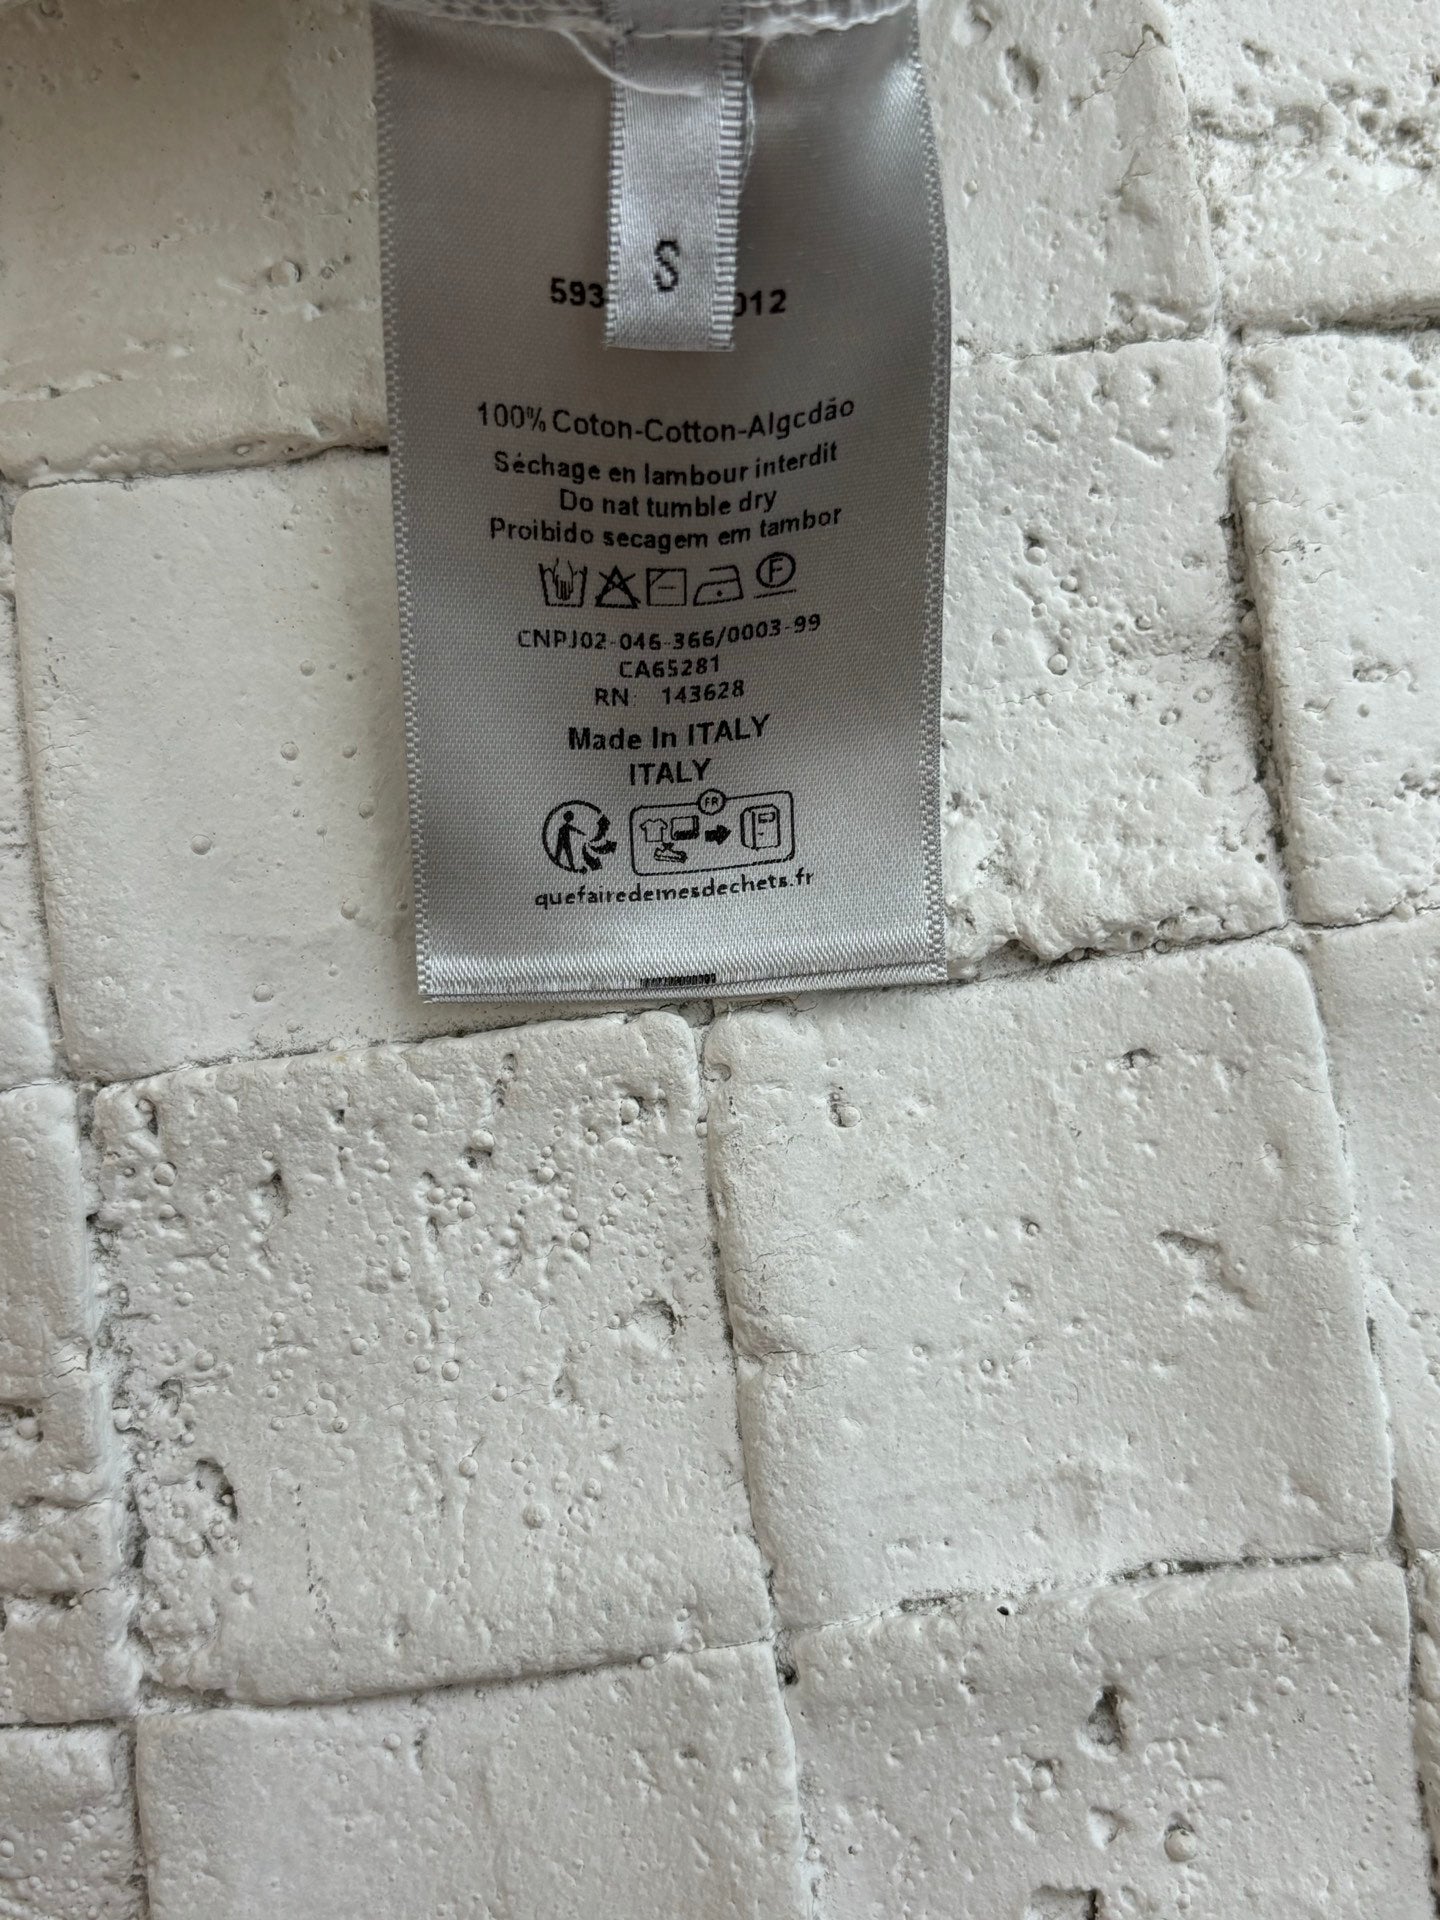 S
593 012
100% Coton-Cotton-Algcdão
Séchage en lambour interdit
Do nat tumble dry
Proibido secagem em tambor
F
CNPJ02-046-366/0003-99
CA65281
RN: 143628
Made In ITALY
ITALY
FR
quefairedemesdechets.fr